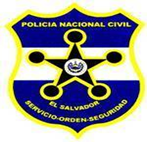 POLICIA NACIONAL CIVIL
EL SALVADOR
SERVICIO-ORDEN-SEGURIDAD